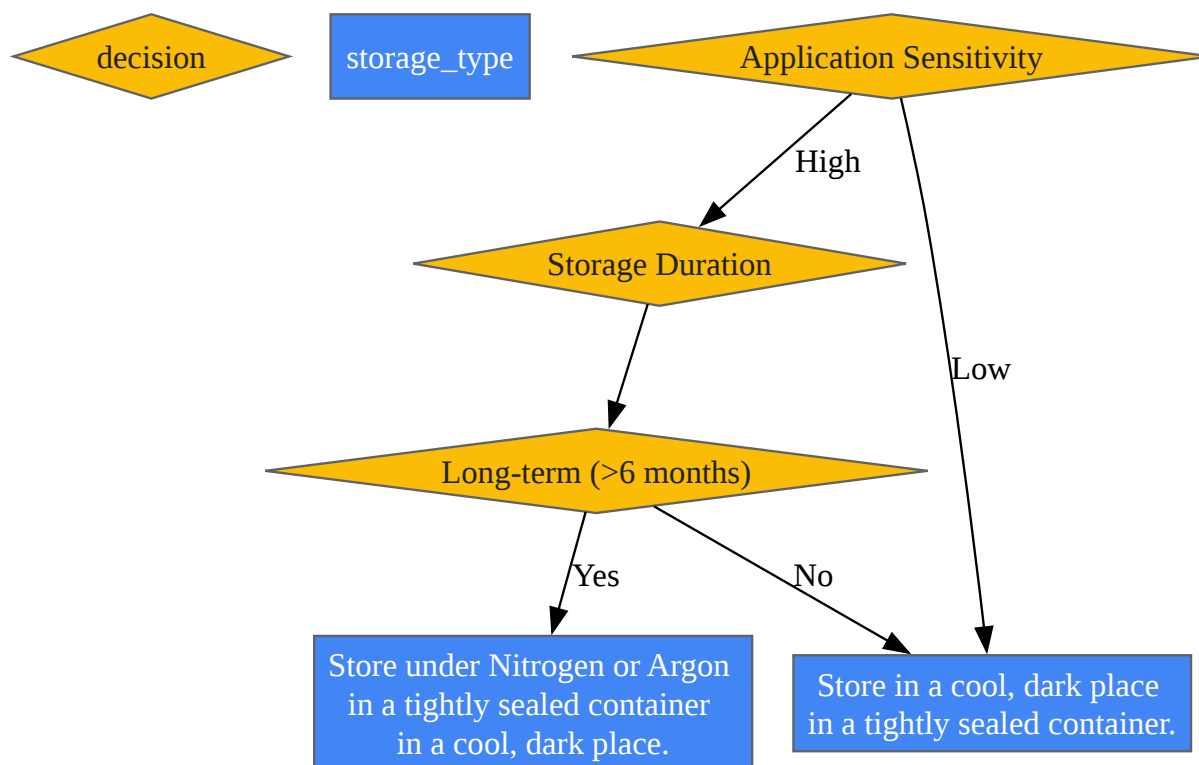 decision
storage_type
Application Sensitivity
High
Storage Duration
Low
Long-term (>6 months)
Yes
No
Store under Nitrogen or Argon
in a tightly sealed container
in a cool, dark place.
Store in a cool, dark place
in a tightly sealed container.